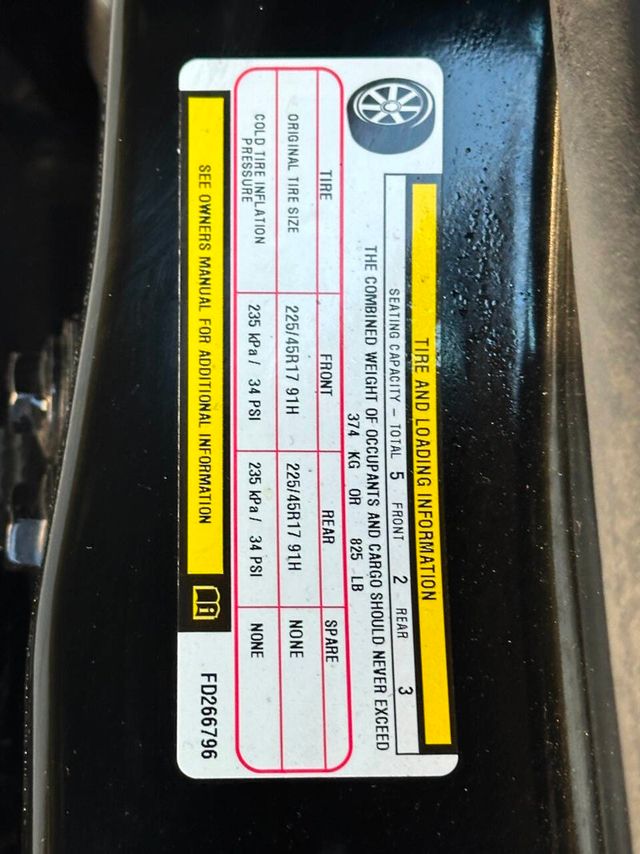 TIRE AND LOADING INFORMATION
SEATING CAPACITY – TOTAL 5 FRONT 2 REAR 3
THE COMBINED WEIGHT OF OCCUPANTS AND CARGO SHOULD NEVER EXCEED
374 KG OR 825 LB
TIRE FRONT REAR SPARE
ORIGINAL TIRE SIZE 225/45R17 91H 225/45R17 91H NONE
COLD TIRE INFLATION
PRESSURE 235 kPa / 34 PSI 235 kPa / 34 PSI NONE
SEE OWNERS MANUAL FOR ADDITIONAL INFORMATION
FD266796